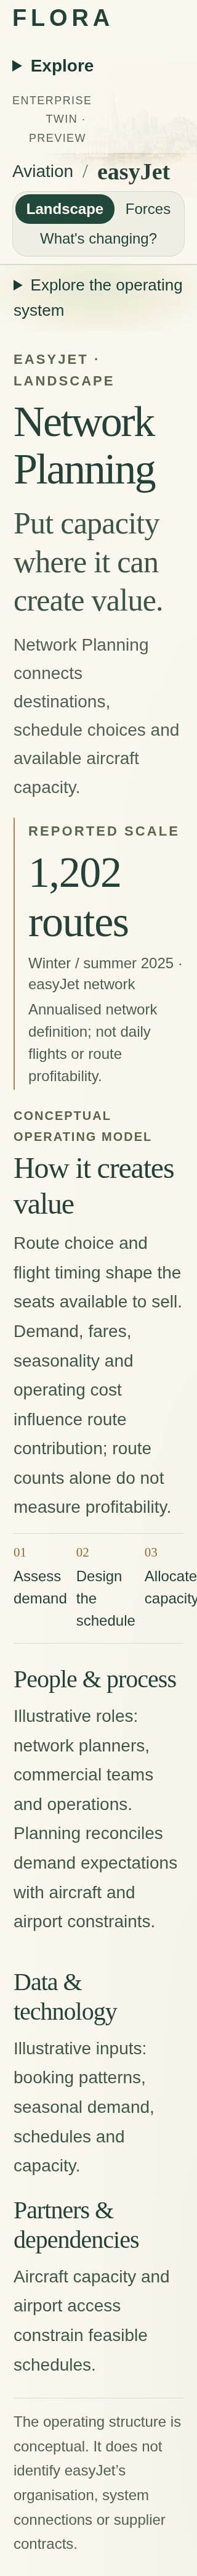 FLORA
Explore
ENTERPRISE
TWIN ·
PREVIEW
Aviation / easyJet
Landscape Forces
What's changing?
Explore the operating
system
EASYJET ·
LANDSCAPE
Network
Planning
Put capacity
where it can
create value.
Network Planning
connects
destinations,
schedule choices and
available aircraft
capacity.
REPORTED SCALE
1,202
routes
Winter / summer 2025 ·
easyJet network
Annualised network
definition; not daily
flights or route
profitability.
CONCEPTUAL
OPERATING MODEL
How it creates
value
Route choice and
flight timing shape the
seats available to sell.
Demand, fares,
seasonality and
operating cost
influence route
contribution; route
counts alone do not
measure profitability.
01
Assess
demand
02
Design
the
schedule
03
Allocate
capacity
People & process
Illustrative roles:
network planners,
commercial teams
and operations.
Planning reconciles
demand expectations
with aircraft and
airport constraints.
Data &
technology
Illustrative inputs:
booking patterns,
seasonal demand,
schedules and
capacity.
Partners &
dependencies
Aircraft capacity and
airport access
constrain feasible
schedules.
The operating structure is
conceptual. It does not
identify easyJet’s
organisation, system
connections or supplier
contracts.